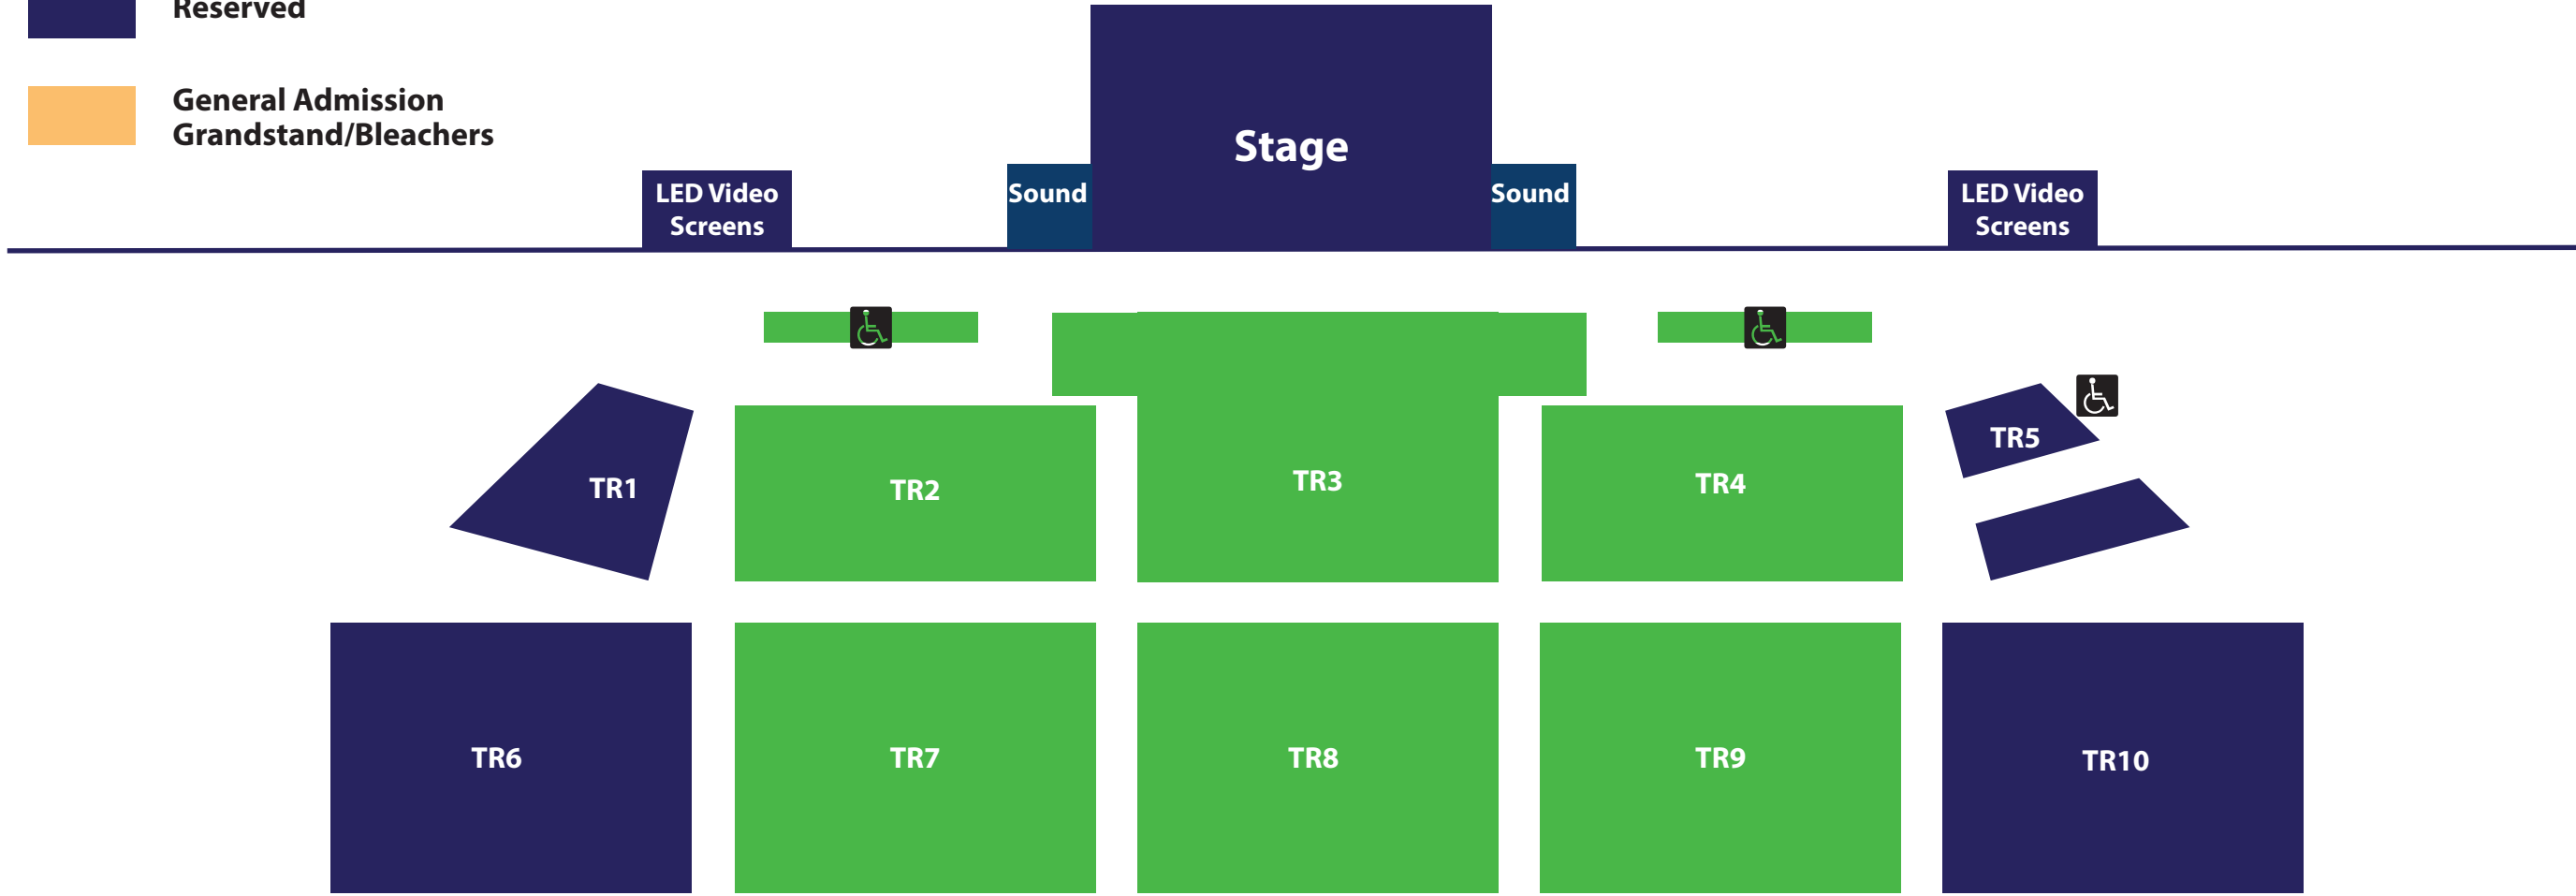 Reserved
General Admission
Grandstand/Bleachers
Stage
LED Video
Screens
Sound
Sound
LED Video
Screens
TR1
TR2
TR3
TR4
TR5
TR6
TR7
TR8
TR9
TR10